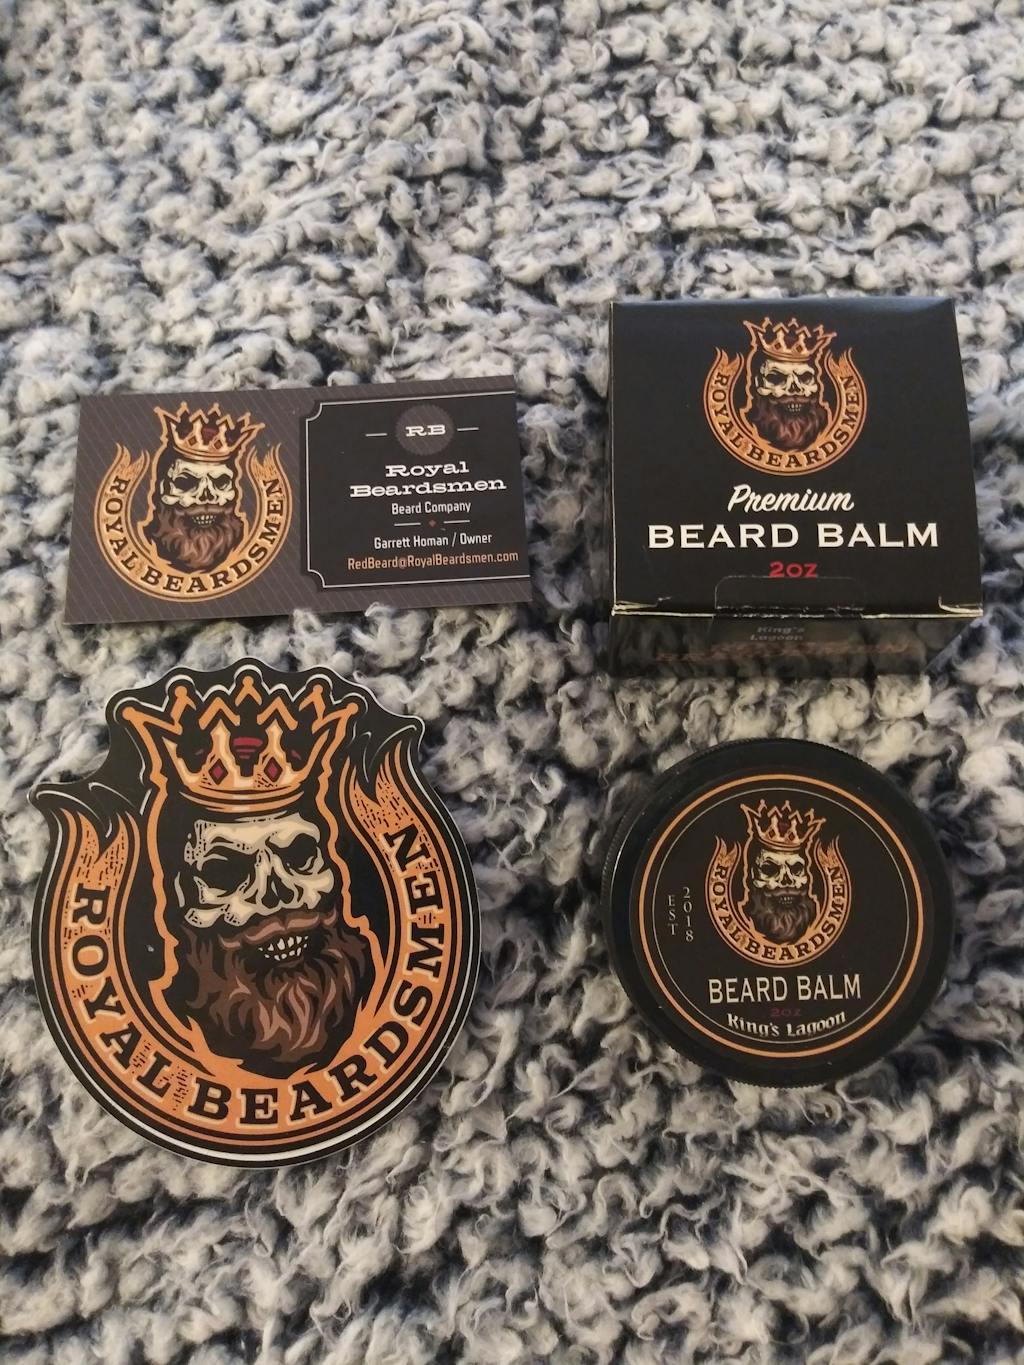 ROYAL BEARDSMEN
RB
Royal
Beardsmen
Beard Company
Garrett Homan / Owner
RedBeard@RoyalBeardsmen.com
ROYAL BEARDSMEN
Premium
BEARD BALM
2oz
King's
Lagoon
ROYAL BEARDSMEN
ROYAL BEARDSMEN
EST
2018
BEARD BALM
2oz
King's Lagoon